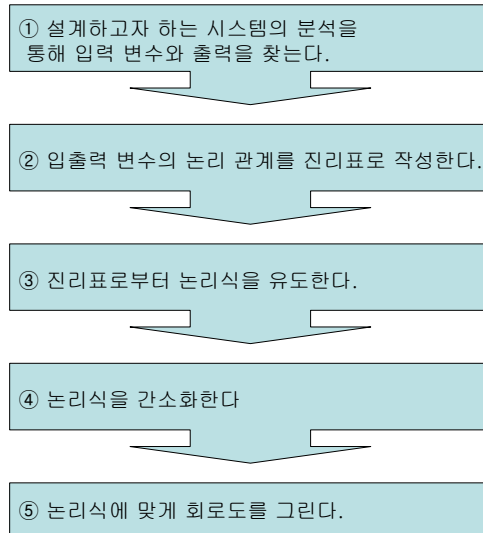 ① 설계하고자 하는 시스템의 분석을
통해 입력 변수와 출력을 찾는다.
② 입출력 변수의 논리 관계를 진리표로 작성한다.
③ 진리표로부터 논리식을 유도한다.
④ 논리식을 간소화한다
⑤ 논리식에 맞게 회로도를 그린다.